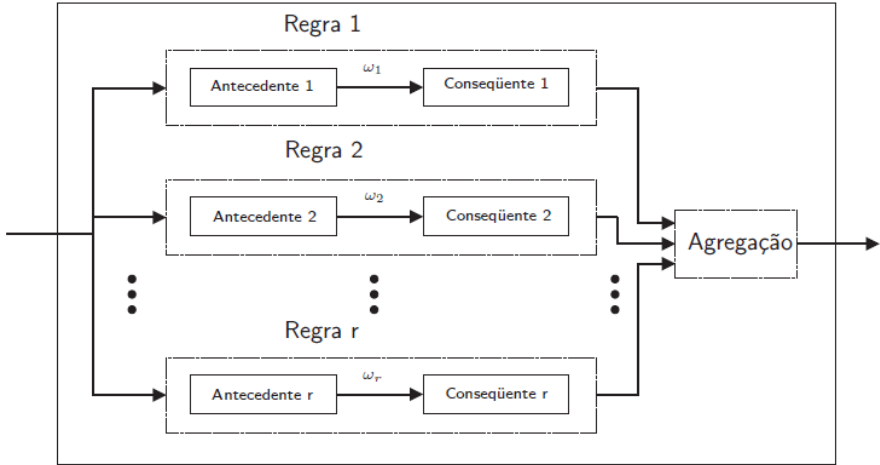 Regra 1
Antecedente 1
ω₁
Conseqüente 1
Regra 2
Antecedente 2
ω₂
Conseqüente 2
Agregação
Regra r
Antecedente r
ωᵣ
Conseqüente r